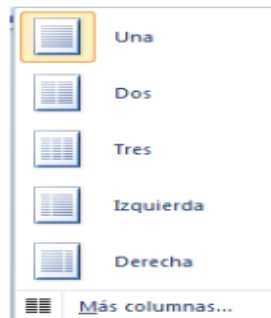 Una
Dos
Tres
Izquierda
Derecha
Más columnas...